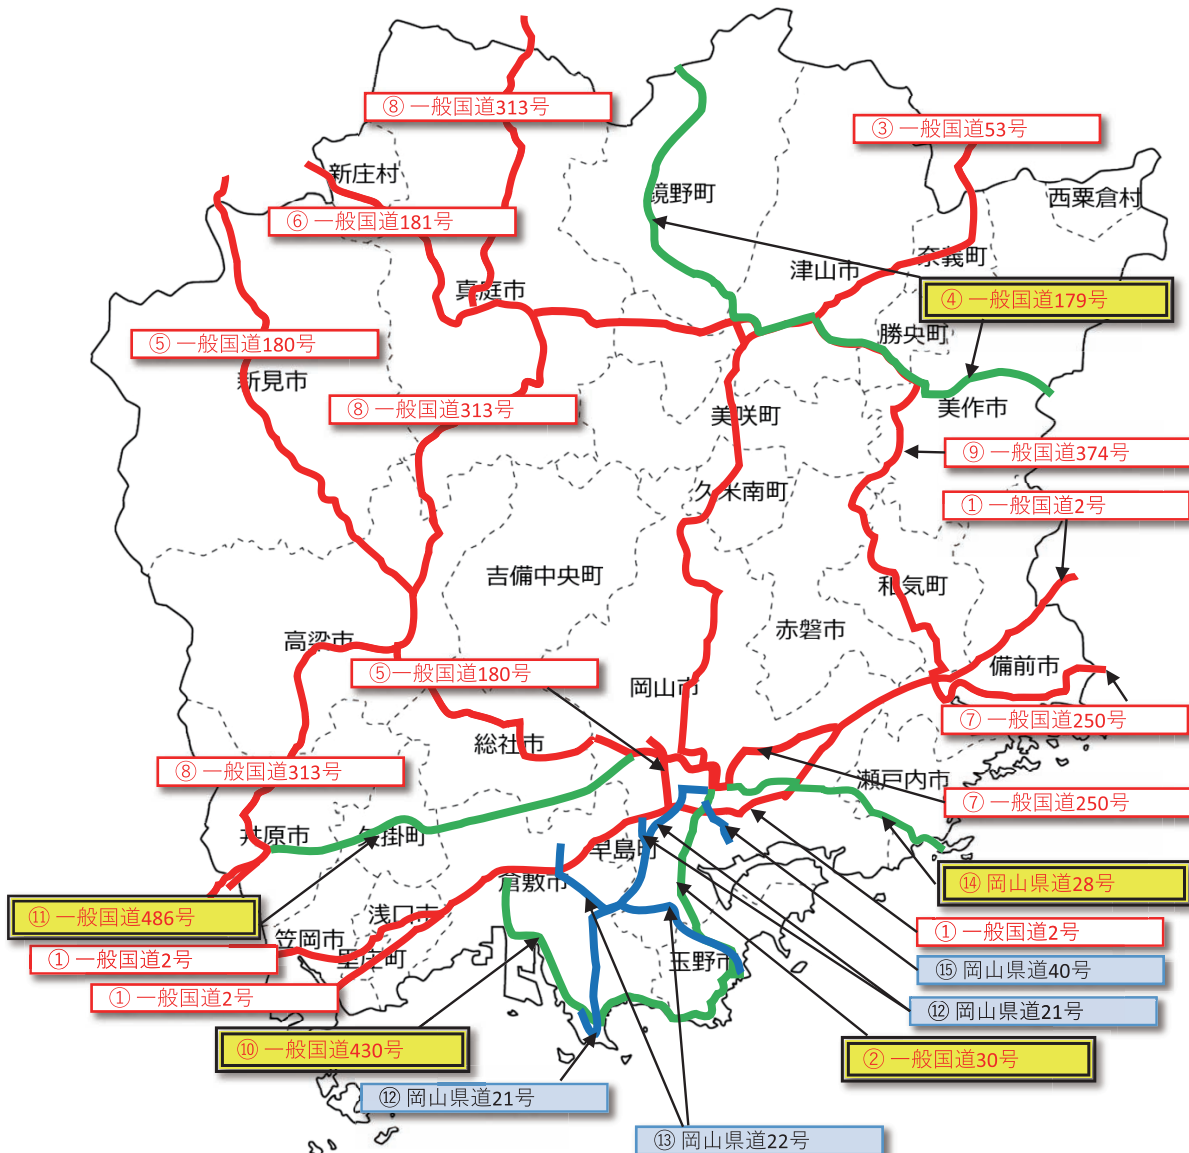 ⑧ 一般国道313号
③ 一般国道53号
新庄村
鏡野町
西粟倉村
⑥ 一般国道181号
奈義町
津山市
真庭市
④ 一般国道179号
⑤ 一般国道180号
勝央町
新見市
⑧ 一般国道313号
美咲町
美作市
⑨ 一般国道374号
久米南町
① 一般国道2号
吉備中央町
和気町
赤磐市
高梁市
備前市
⑤一般国道180号
岡山市
⑦ 一般国道250号
総社市
⑧ 一般国道313号
瀬戸内市
⑦ 一般国道250号
井原市
矢掛町
早島町
倉敷市
⑭ 岡山県道28号
⑪ 一般国道486号
浅口市
① 一般国道2号
笠岡市
① 一般国道2号
里庄町
玉野市
⑮ 岡山県道40号
① 一般国道2号
⑫ 岡山県道21号
⑩ 一般国道430号
② 一般国道30号
⑫ 岡山県道21号
⑬ 岡山県道22号